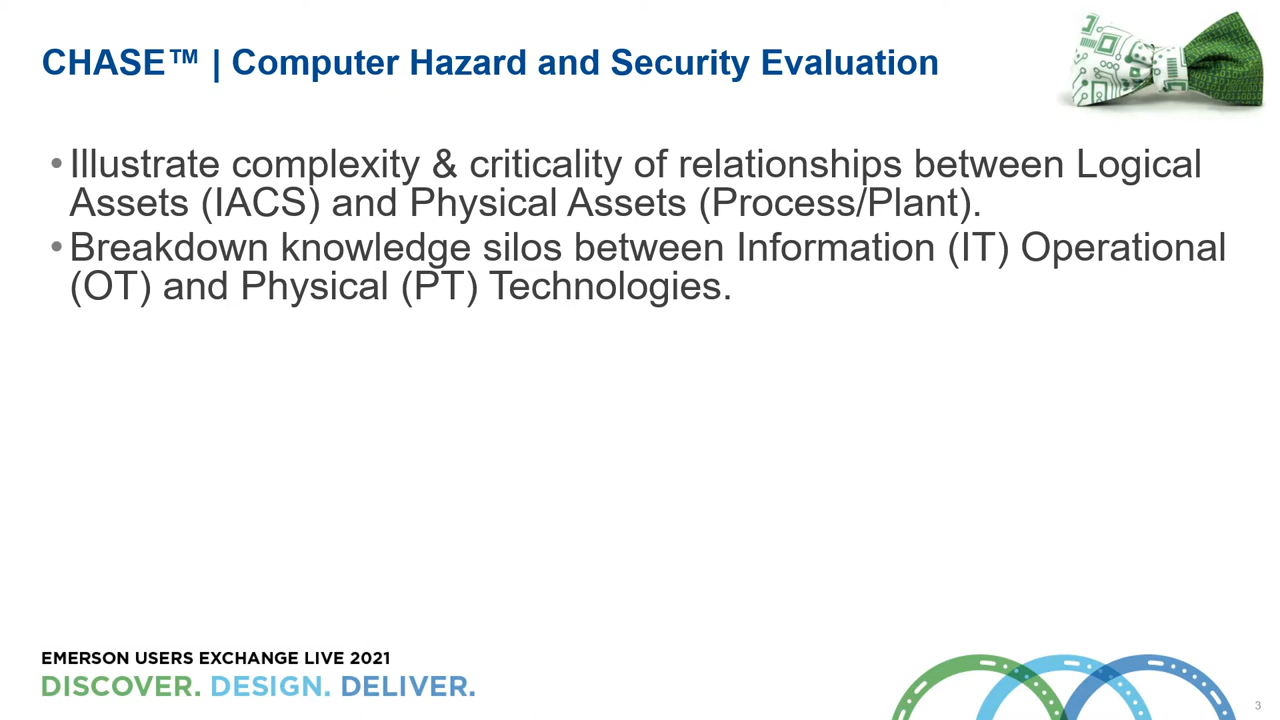 CHASE™ | Computer Hazard and Security Evaluation
• Illustrate complexity & criticality of relationships between Logical
Assets (IACS) and Physical Assets (Process/Plant).
• Breakdown knowledge silos between Information (IT) Operational
(OT) and Physical (PT) Technologies.
EMERSON USERS EXCHANGE LIVE 2021
DISCOVER. DESIGN. DELIVER.
3